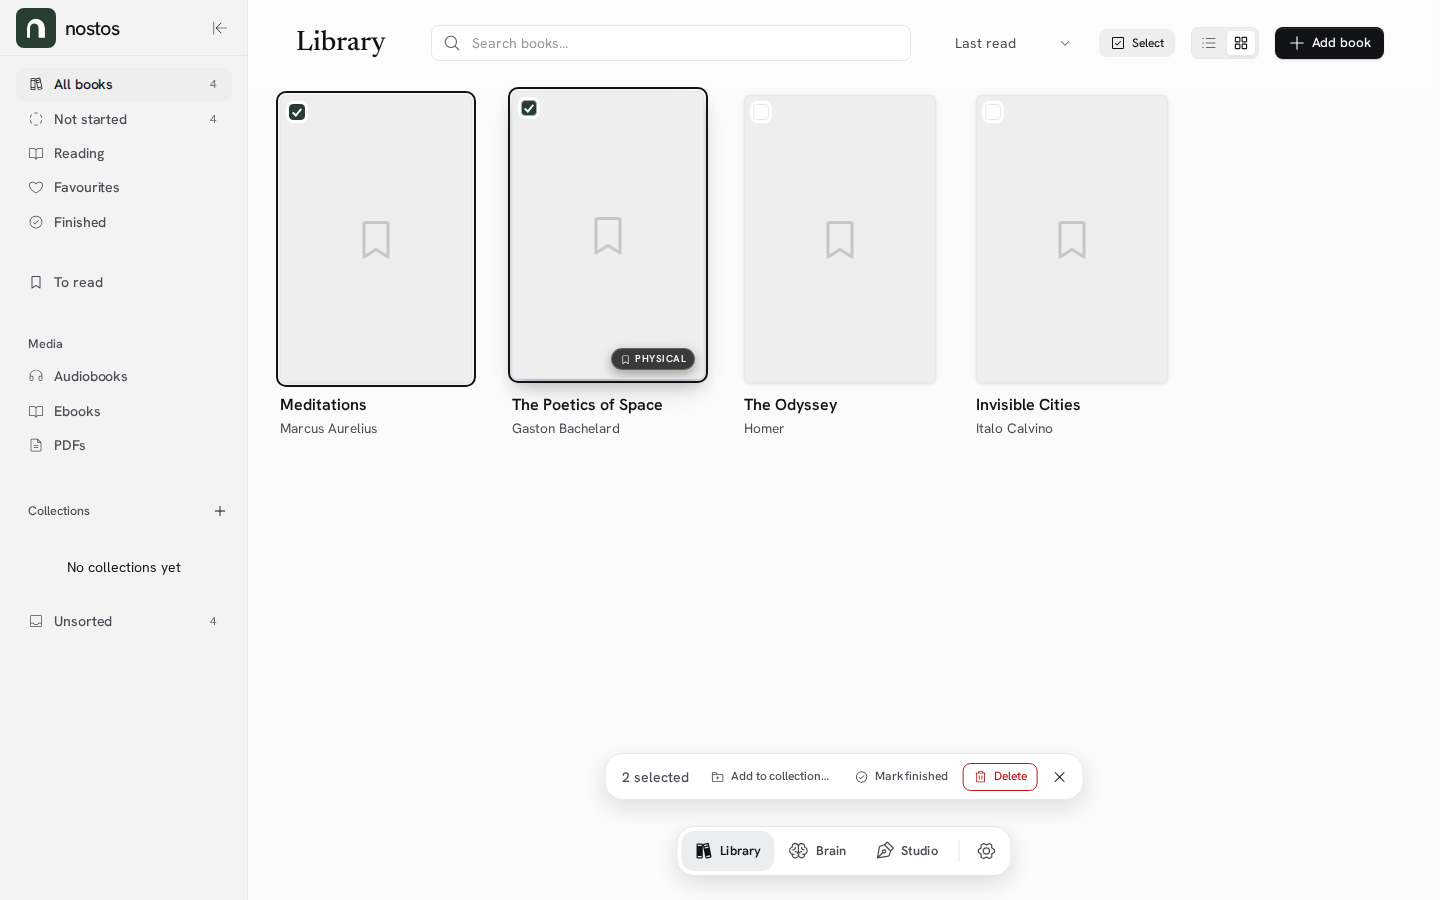 nostos
All books 4
Not started 4
Reading
Favourites
Finished
To read
Media
Audiobooks
Ebooks
PDFs
Collections
No collections yet
Unsorted 4
Library
Search books...
Last read
Select
Add book
PHYSICAL
Meditations
Marcus Aurelius
The Poetics of Space
Gaston Bachelard
The Odyssey
Homer
Invisible Cities
Italo Calvino
2 selected
Add to collection...
Mark finished
Delete
Library
Brain
Studio